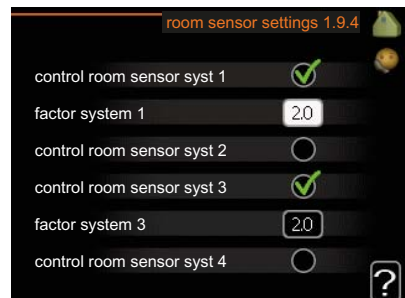 room sensor settings 1.9.4
control room sensor syst 1
factor system 1 2.0
control room sensor syst 2
control room sensor syst 3
factor system 3 2.0
control room sensor syst 4
?